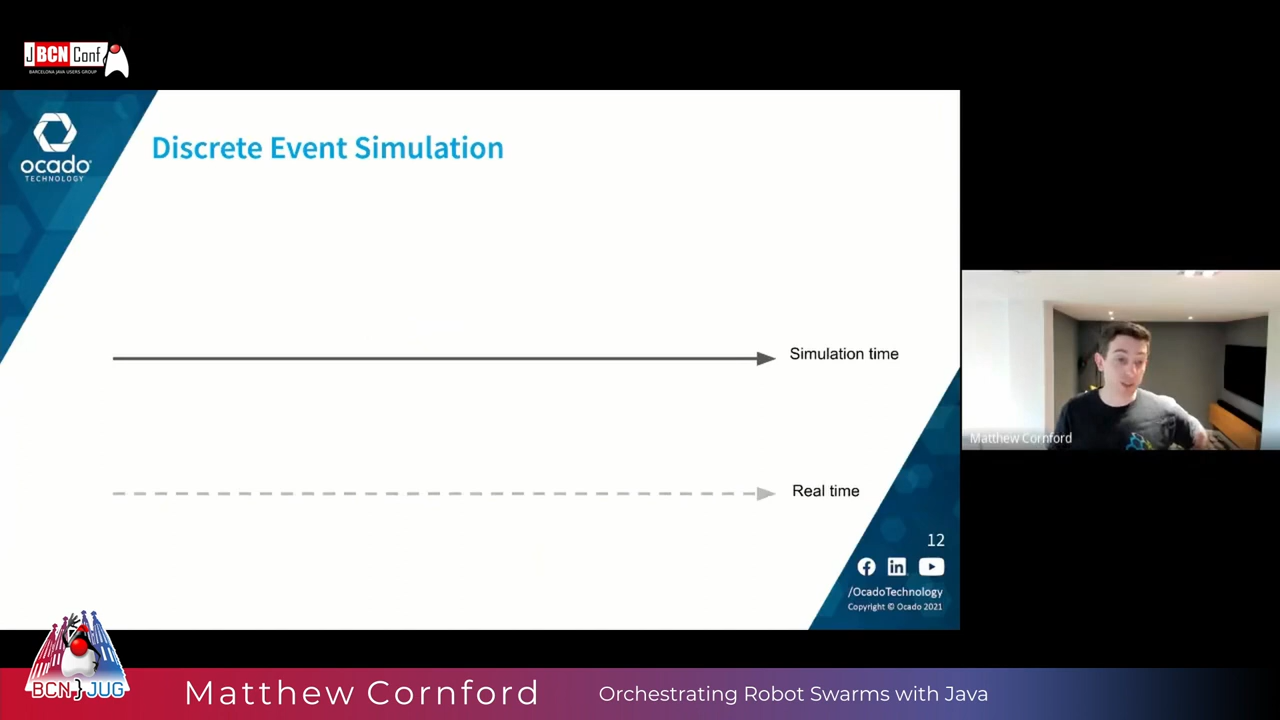 JBCNConf
BARCELONA JAVA USERS GROUP
ocado
TECHNOLOGY
Discrete Event Simulation
Simulation time
Real time
Matthew Cornford
12
/OcadoTechnology
Copyright © Ocado 2021
BCN JUG
Matthew Cornford
Orchestrating Robot Swarms with Java